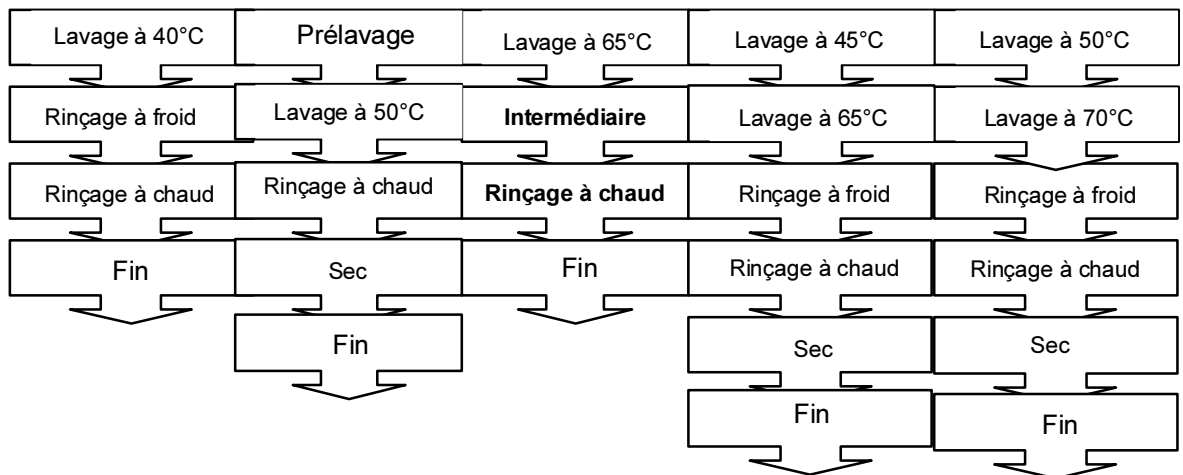 Lavage à 40°C Prélavage Lavage à 65°C Lavage à 45°C Lavage à 50°C
Rinçage à froid Lavage à 50°C Intermédiaire Lavage à 65°C Lavage à 70°C
Rinçage à chaud Rinçage à chaud Rinçage à chaud Rinçage à froid Rinçage à froid
Fin Sec Fin Rinçage à chaud Rinçage à chaud
Fin Sec Sec
Fin Fin